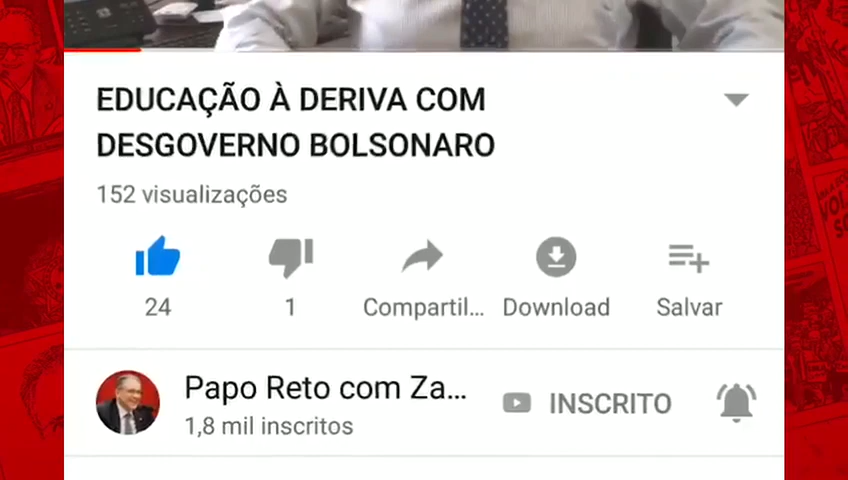 EDUCAÇÃO À DERIVA COM
DESGOVERNO BOLSONARO
152 visualizações
24
1
Compartil...
Download
Salvar
Papo Reto com Za...
INSCRITO
1,8 mil inscritos